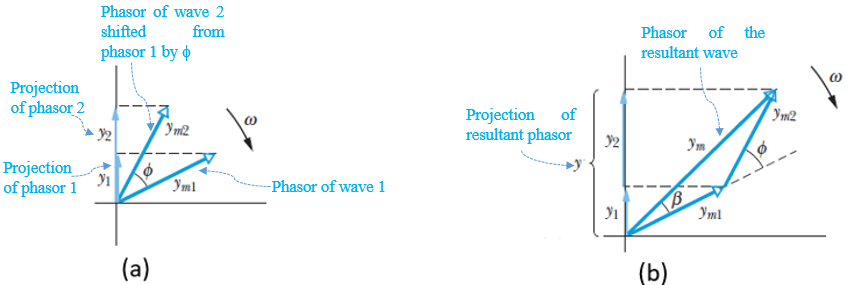 Phasor of wave 2
shifted from
phasor 1 by ϕ
Projection
of phasor 2
ω
y2
ym2
Projection
of phasor 1
y1
ϕ
ym1
Phasor of wave 1
(a)
Phasor of the
resultant wave
ω
Projection of
resultant phasor
y
y2
ym
ym2
ϕ
β
y1
ym1
(b)